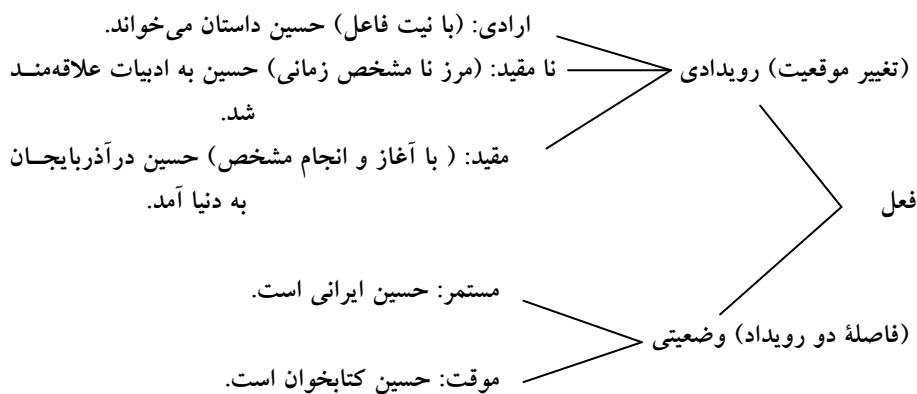 ارادی: (با نیت فاعل) حسین داستان می‌خواند.
(تغییر موقعیت) رویدادی
نا مقید: (مرز نا مشخص زمانی) حسین به ادبیات علاقه‌منـد
شد.
مقید: ( با آغاز و انجام مشخص) حسین درآذربایجـان
به دنیا آمد.
فعل
مستمر: حسین ایرانی است.
(فاصلهٔ دو رویداد) وضعیتی
موقت: حسین کتابخوان است.